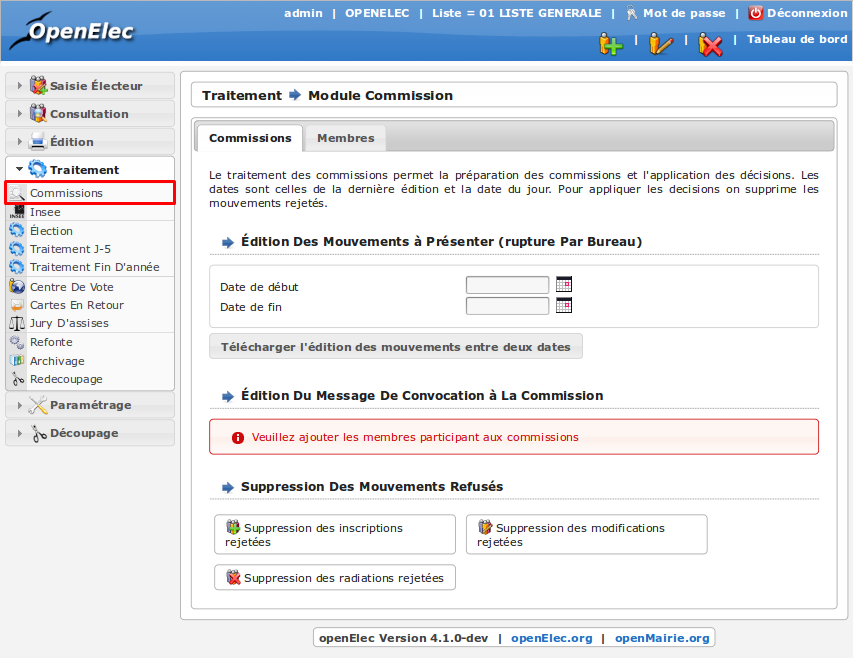 OpenElec
admin | OPENELEC | Liste = 01 LISTE GENERALE | Mot de passe | Déconnexion
| | | Tableau de bord
Saisie Électeur
Consultation
Édition
Traitement
Commissions
Insee
INSEE
Élection
Traitement J-5
Traitement Fin D'année
Centre De Vote
Cartes En Retour
Jury D'assises
Refonte
Archivage
Redecoupage
Paramétrage
Découpage
Traitement Module Commission
Commissions Membres
Le traitement des commissions permet la préparation des commissions et l'application des décisions. Les
dates sont celles de la dernière édition et la date du jour. Pour appliquer les decisions on supprime les
mouvements rejetés.
Édition Des Mouvements à Présenter (rupture Par Bureau)
Date de début
Date de fin
Télécharger l'édition des mouvements entre deux dates
Édition Du Message De Convocation à La Commission
Veuillez ajouter les membres participant aux commissions
Suppression Des Mouvements Refusés
Suppression des inscriptions
rejetées
Suppression des modifications
rejetées
Suppression des radiations rejetées
openElec Version 4.1.0-dev | openElec.org | openMairie.org